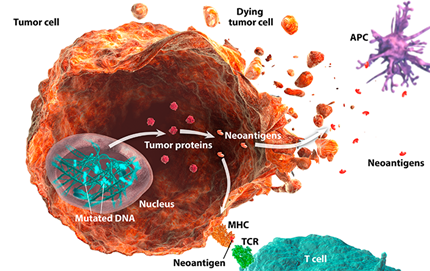 Tumor cell
Dying
tumor cell
APC
Neoantigens
Tumor proteins
Neoantigens
Nucleus
Mutated DNA
MHC
TCR
Neoantigen
T cell